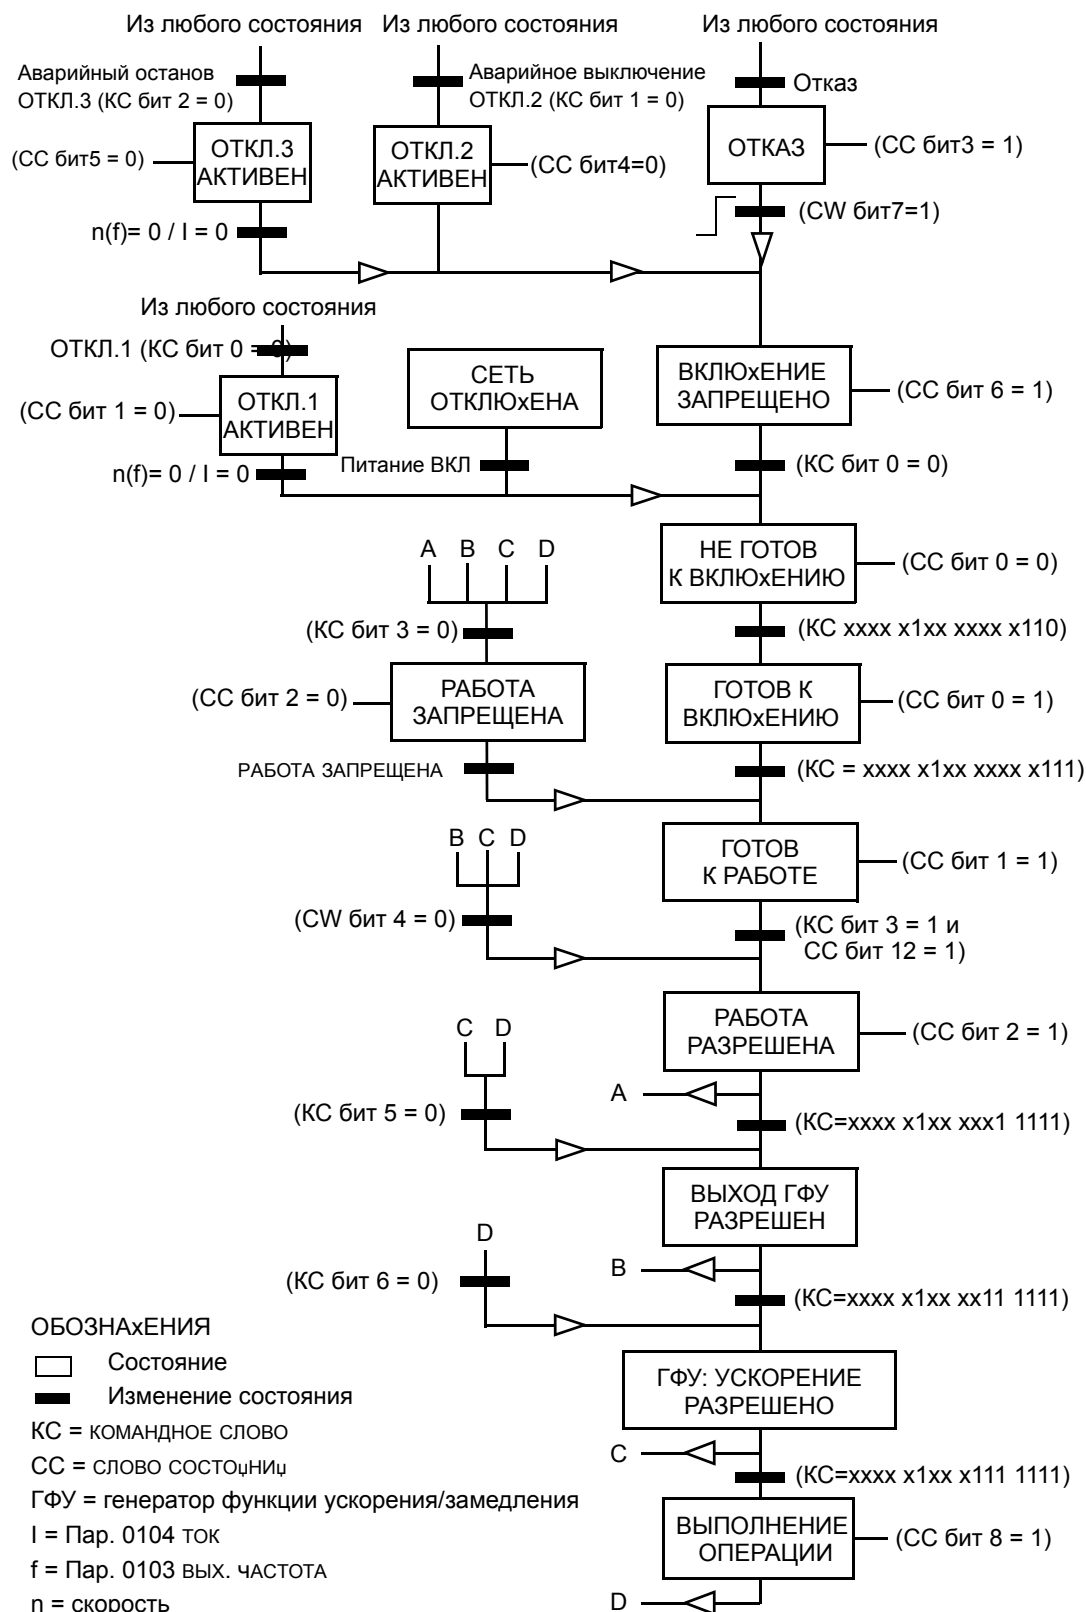 Из любого состояния Из любого состояния Из любого состояния
Аварийный останов
ОТКЛ.3 (КС бит 2 = 0)
Аварийное выключение
ОТКЛ.2 (КС бит 1 = 0)
Отказ
(СС бит5 = 0)
ОТКЛ.3
АКТИВЕН
ОТКЛ.2
АКТИВЕН
(СС бит4=0)
ОТКАЗ
(СС бит3 = 1)
n(f)= 0 / I = 0
(CW бит7=1)
Из любого состояния
ОТКЛ.1 (КС бит 0 = 0)
(СС бит 1 = 0)
ОТКЛ.1
АКТИВЕН
СЕТЬ
ОТКЛЮхЕНА
ВКЛЮхЕНИЕ
ЗАПРЕЩЕНО
(СС бит 6 = 1)
n(f)= 0 / I = 0
Питание ВКЛ
(КС бит 0 = 0)
A B C D
НЕ ГОТОВ
К ВКЛЮхЕНИЮ
(СС бит 0 = 0)
(КС бит 3 = 0)
(КС xxxx x1xx xxxx x110)
(СС бит 2 = 0)
РАБОТА
ЗАПРЕЩЕНА
ГОТОВ К
ВКЛЮхЕНИЮ
(СС бит 0 = 1)
РАБОТА ЗАПРЕЩЕНА
(КС = xxxx x1xx xxxx x111)
B C D
ГОТОВ
К РАБОТЕ
(СС бит 1 = 1)
(CW бит 4 = 0)
(КС бит 3 = 1 и
СС бит 12 = 1)
C D
РАБОТА
РАЗРЕШЕНА
(СС бит 2 = 1)
A
(КС бит 5 = 0)
(КС=xxxx x1xx xxx1 1111)
ВЫХОД ГФУ
РАЗРЕШЕН
D
B
(КС бит 6 = 0)
(КС=xxxx x1xx xx11 1111)
ОБОЗНАхЕНИЯ
Состояние
Изменение состояния
КС = КОМАНДНОЕ СЛОВО
СС = СЛОВО СОСТОµНИµ
ГФУ = генератор функции ускорения/замедления
I = Пар. 0104 ТОК
f = Пар. 0103 ВЫХ. ЧАСТОТА
n = скорость
ГФУ: УСКОРЕНИЕ
РАЗРЕШЕНО
C
(КС=xxxx x1xx x111 1111)
ВЫПОЛНЕНИЕ
ОПЕРАЦИИ
(СС бит 8 = 1)
D